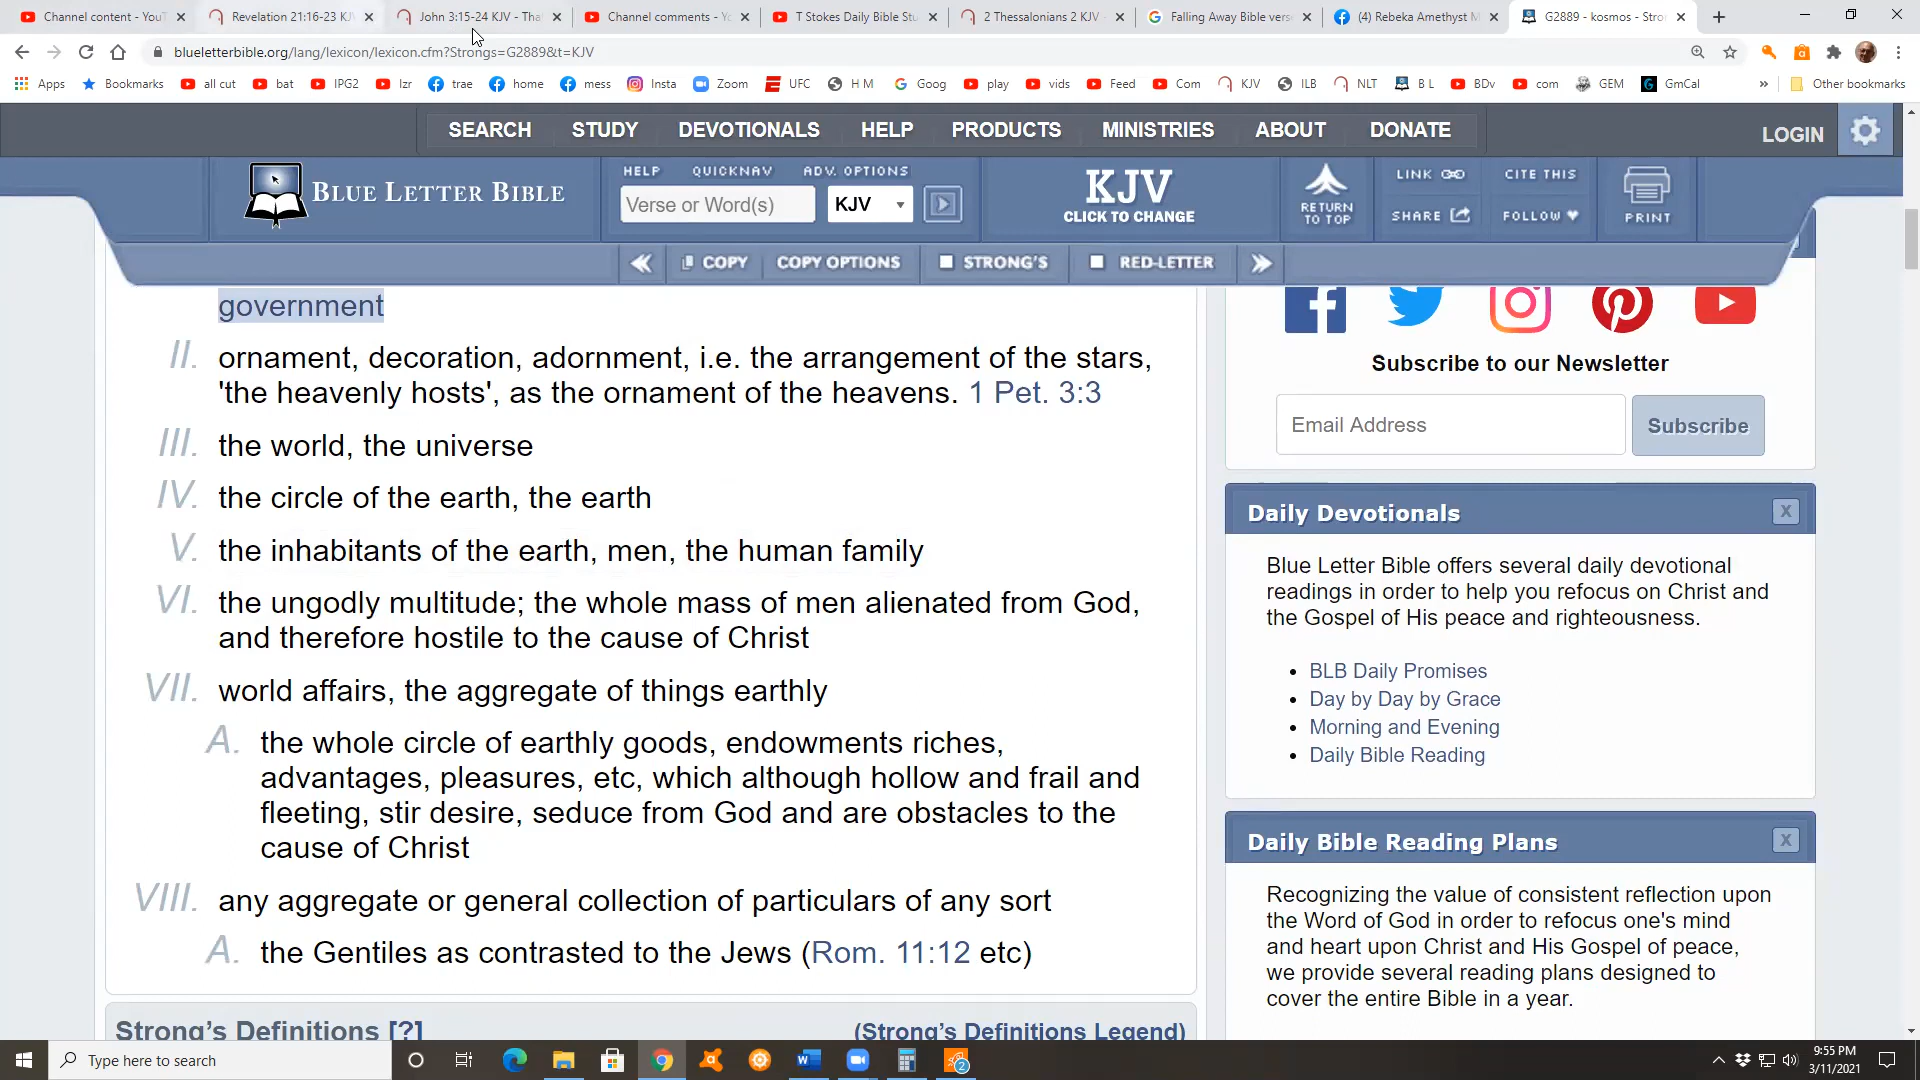 Channel content - YouT
Revelation 21:16-23 KJV
John 3:15-24 KJV - Tha
Channel comments - Yo
T Stokes Daily Bible Stu
2 Thessalonians 2 KJV -
Falling Away Bible verse
(4) Rebeka Amethyst M
G2889 - kosmos - Stro
blueletterbible.org/lang/lexicon/lexicon.cfm?Strongs=G2889&t=KJV
Apps Bookmarks all cut bat IPG2 lzr trae home mess Insta Zoom UFC H M Goog play vids Feed Com KJV ILB NLT B L BDv com GEM GmCal » Other bookmarks
SEARCH STUDY DEVOTIONALS HELP PRODUCTS MINISTRIES ABOUT DONATE LOGIN
BLUE LETTER BIBLE
HELP QUICKNAV ADV. OPTIONS
Verse or Word(s) KJV
KJV
CLICK TO CHANGE
RETURN
TO TOP
LINK CITE THIS
SHARE FOLLOW
PRINT
COPY COPY OPTIONS STRONG'S RED-LETTER
government
II. ornament, decoration, adornment, i.e. the arrangement of the stars,
'the heavenly hosts', as the ornament of the heavens. 1 Pet. 3:3
III. the world, the universe
IV. the circle of the earth, the earth
V. the inhabitants of the earth, men, the human family
VI. the ungodly multitude; the whole mass of men alienated from God,
and therefore hostile to the cause of Christ
VII. world affairs, the aggregate of things earthly
A. the whole circle of earthly goods, endowments riches,
advantages, pleasures, etc, which although hollow and frail and
fleeting, stir desire, seduce from God and are obstacles to the
cause of Christ
VIII. any aggregate or general collection of particulars of any sort
A. the Gentiles as contrasted to the Jews (Rom. 11:12 etc)
Strong's Definitions [?] (Strong's Definitions Legend)
Subscribe to our Newsletter
Email Address Subscribe
Daily Devotionals X
Blue Letter Bible offers several daily devotional
readings in order to help you refocus on Christ and
the Gospel of His peace and righteousness.
• BLB Daily Promises
• Day by Day by Grace
• Morning and Evening
• Daily Bible Reading
Daily Bible Reading Plans X
Recognizing the value of consistent reflection upon
the Word of God in order to refocus one's mind
and heart upon Christ and His Gospel of peace,
we provide several reading plans designed to
cover the entire Bible in a year.
Type here to search
2
9:55 PM
3/11/2021